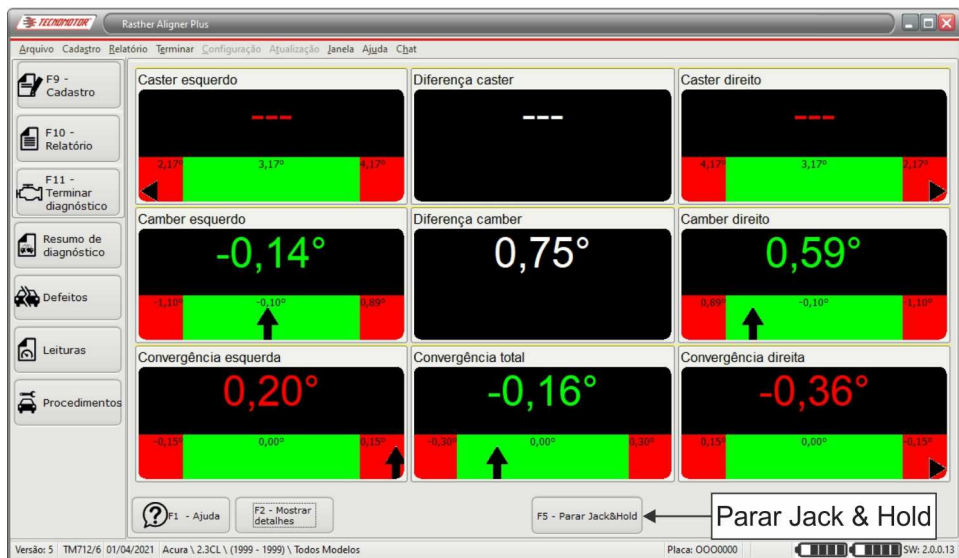 TECNOMOTOR
Rasther Aligner Plus
Arquivo Cadastro Relatório Terminar Configuração Atualização Janela Ajuda Chat
F9 -
Cadastro
F10 -
Relatório
F11 -
Terminar
diagnóstico
Resumo de
diagnóstico
Defeitos
Leituras
Procedimentos
Caster esquerdo
---
2,17° 3,17° 4,17°
Diferença caster
---
Caster direito
---
4,17° 3,17° 2,17°
Camber esquerdo
-0,14°
-1,10° -0,10° 0,89°
Diferença camber
0,75°
Camber direito
0,59°
0,89° -0,10° -1,10°
Convergência esquerda
0,20°
-0,15° 0,00° 0,15°
Convergência total
-0,16°
-0,30° 0,00° 0,30°
Convergência direita
-0,36°
0,15° 0,00° -0,15°
F1 - Ajuda
F2 - Mostrar
detalhes
F5 - Parar Jack&Hold
Parar Jack & Hold
Versão: 5 TM712/6 01/04/2021 Acura \ 2.3CL \ (1999 - 1999) \ Todos Modelos Placa: OOO0000 SW: 2.0.0.13